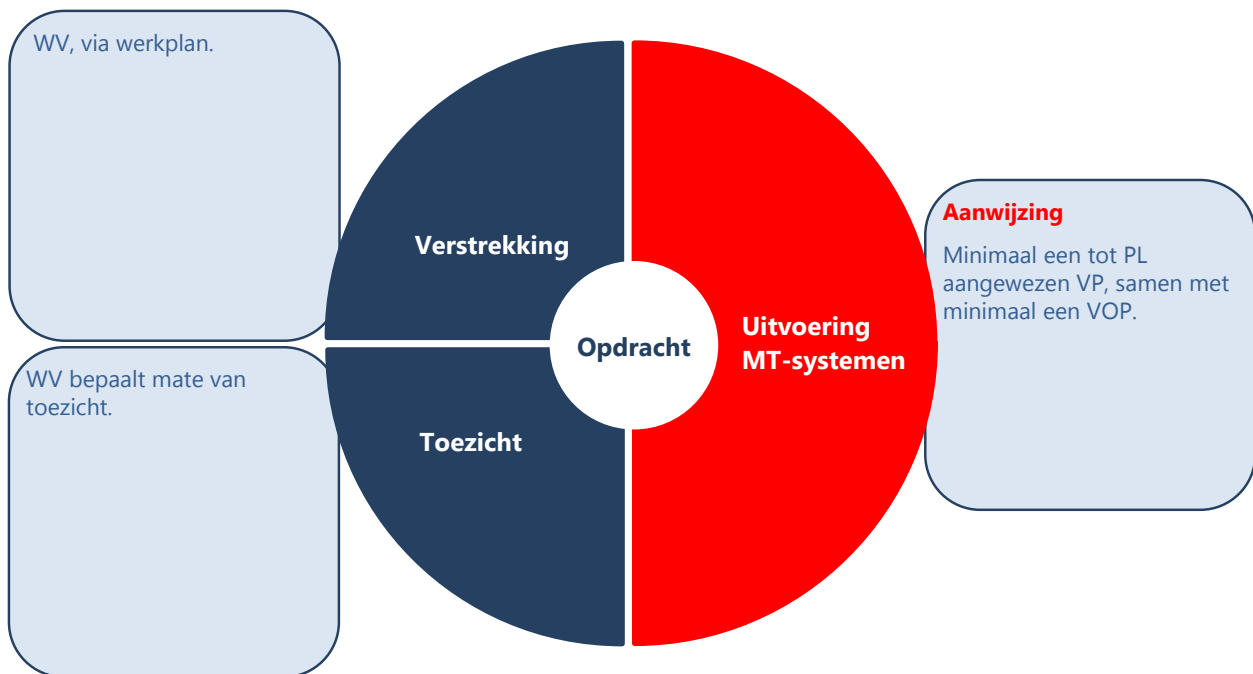 WV, via werkplan.
Verstrekking
WV bepaalt mate van
toezicht.
Toezicht
Opdracht
Uitvoering
MT-systemen
Aanwijzing
Minimaal een tot PL
aangewezen VP, samen met
minimaal een VOP.